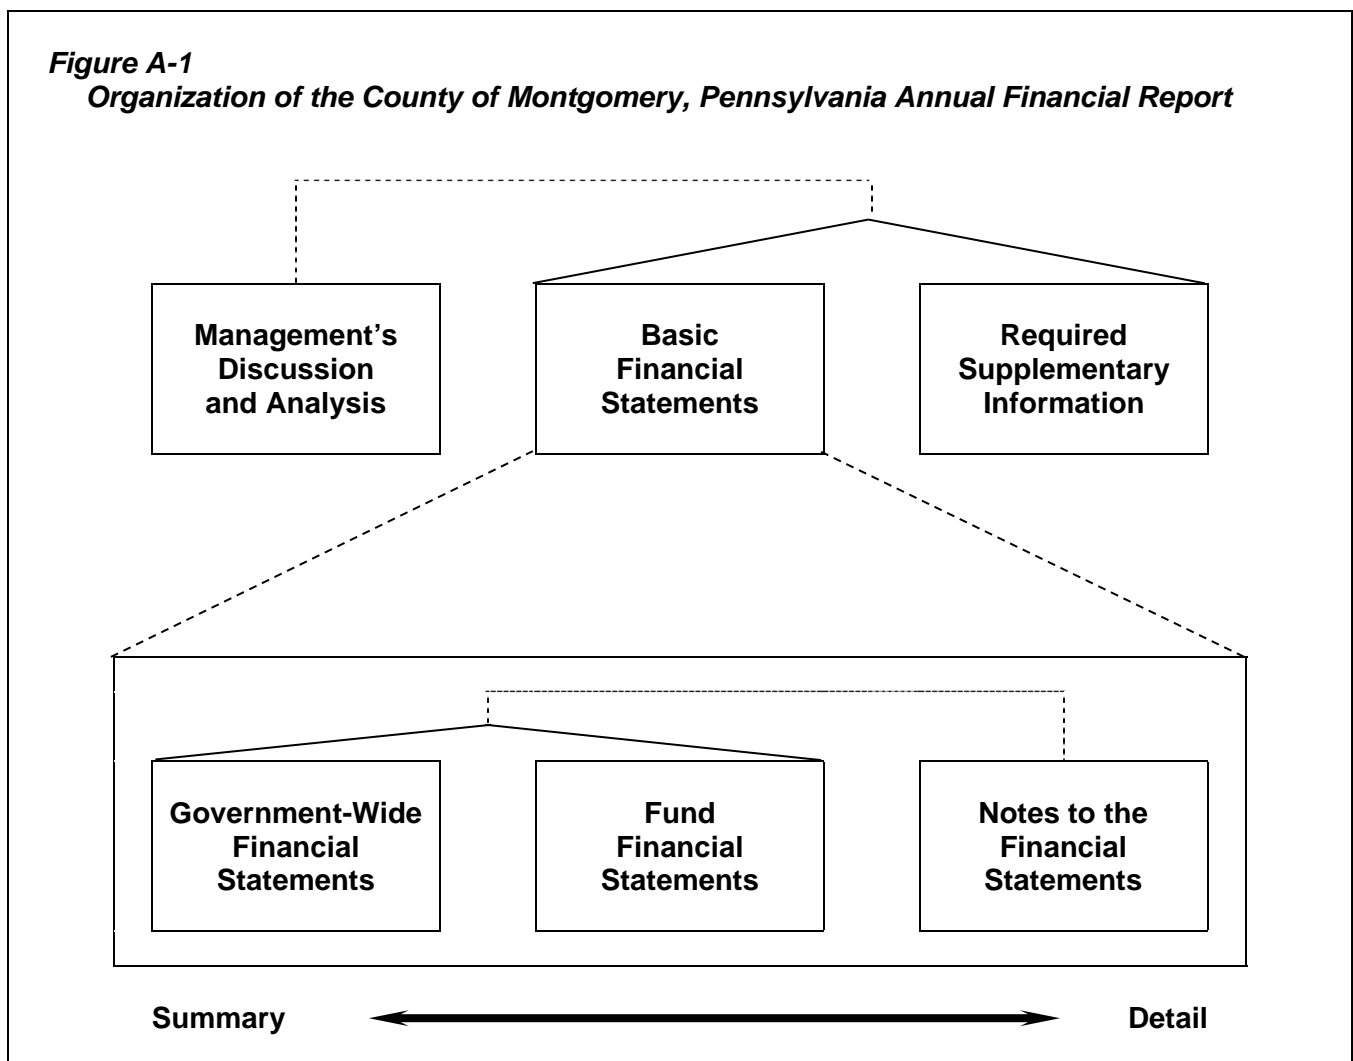 Figure A-1
Organization of the County of Montgomery, Pennsylvania Annual Financial Report
Management’s
Discussion
and Analysis
Basic
Financial
Statements
Required
Supplementary
Information
Government-Wide
Financial
Statements
Fund
Financial
Statements
Notes to the
Financial
Statements
Summary
Detail